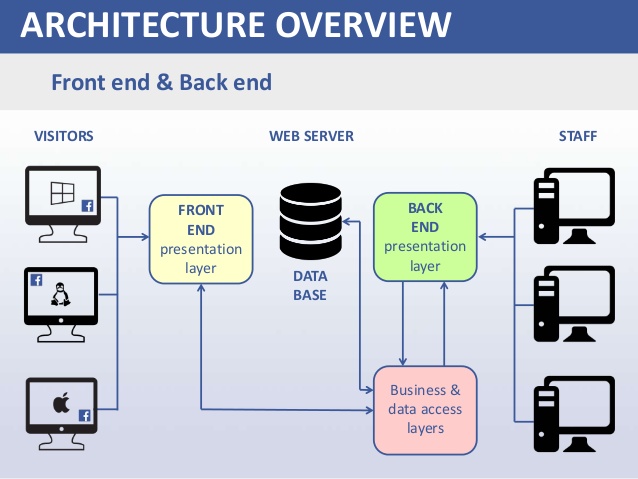 ARCHITECTURE OVERVIEW
Front end & Back end
VISITORS
WEB SERVER
STAFF
FRONT
END
presentation
layer
DATA
BASE
BACK
END
presentation
layer
Business &
data access
layers